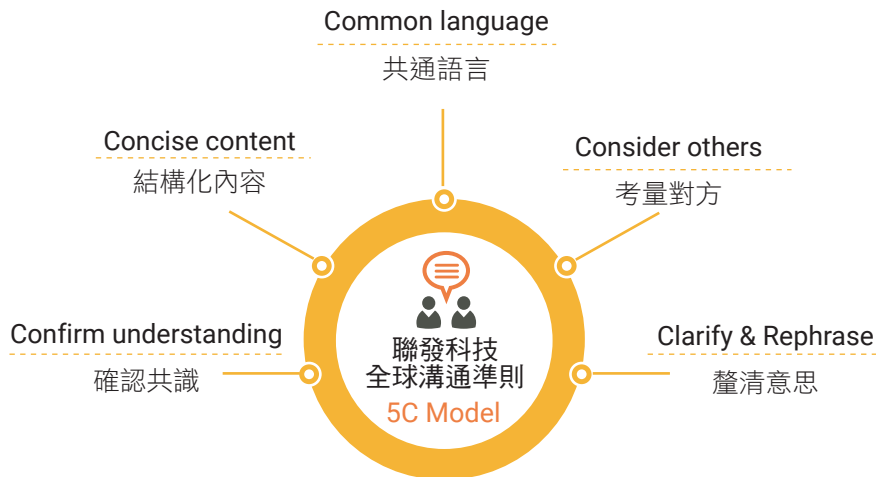 Common language
共通語言
Concise content
結構化內容
Consider others
考量對方
Confirm understanding
確認共識
Clarify & Rephrase
釐清意思
聯發科技
全球溝通準則
5C Model